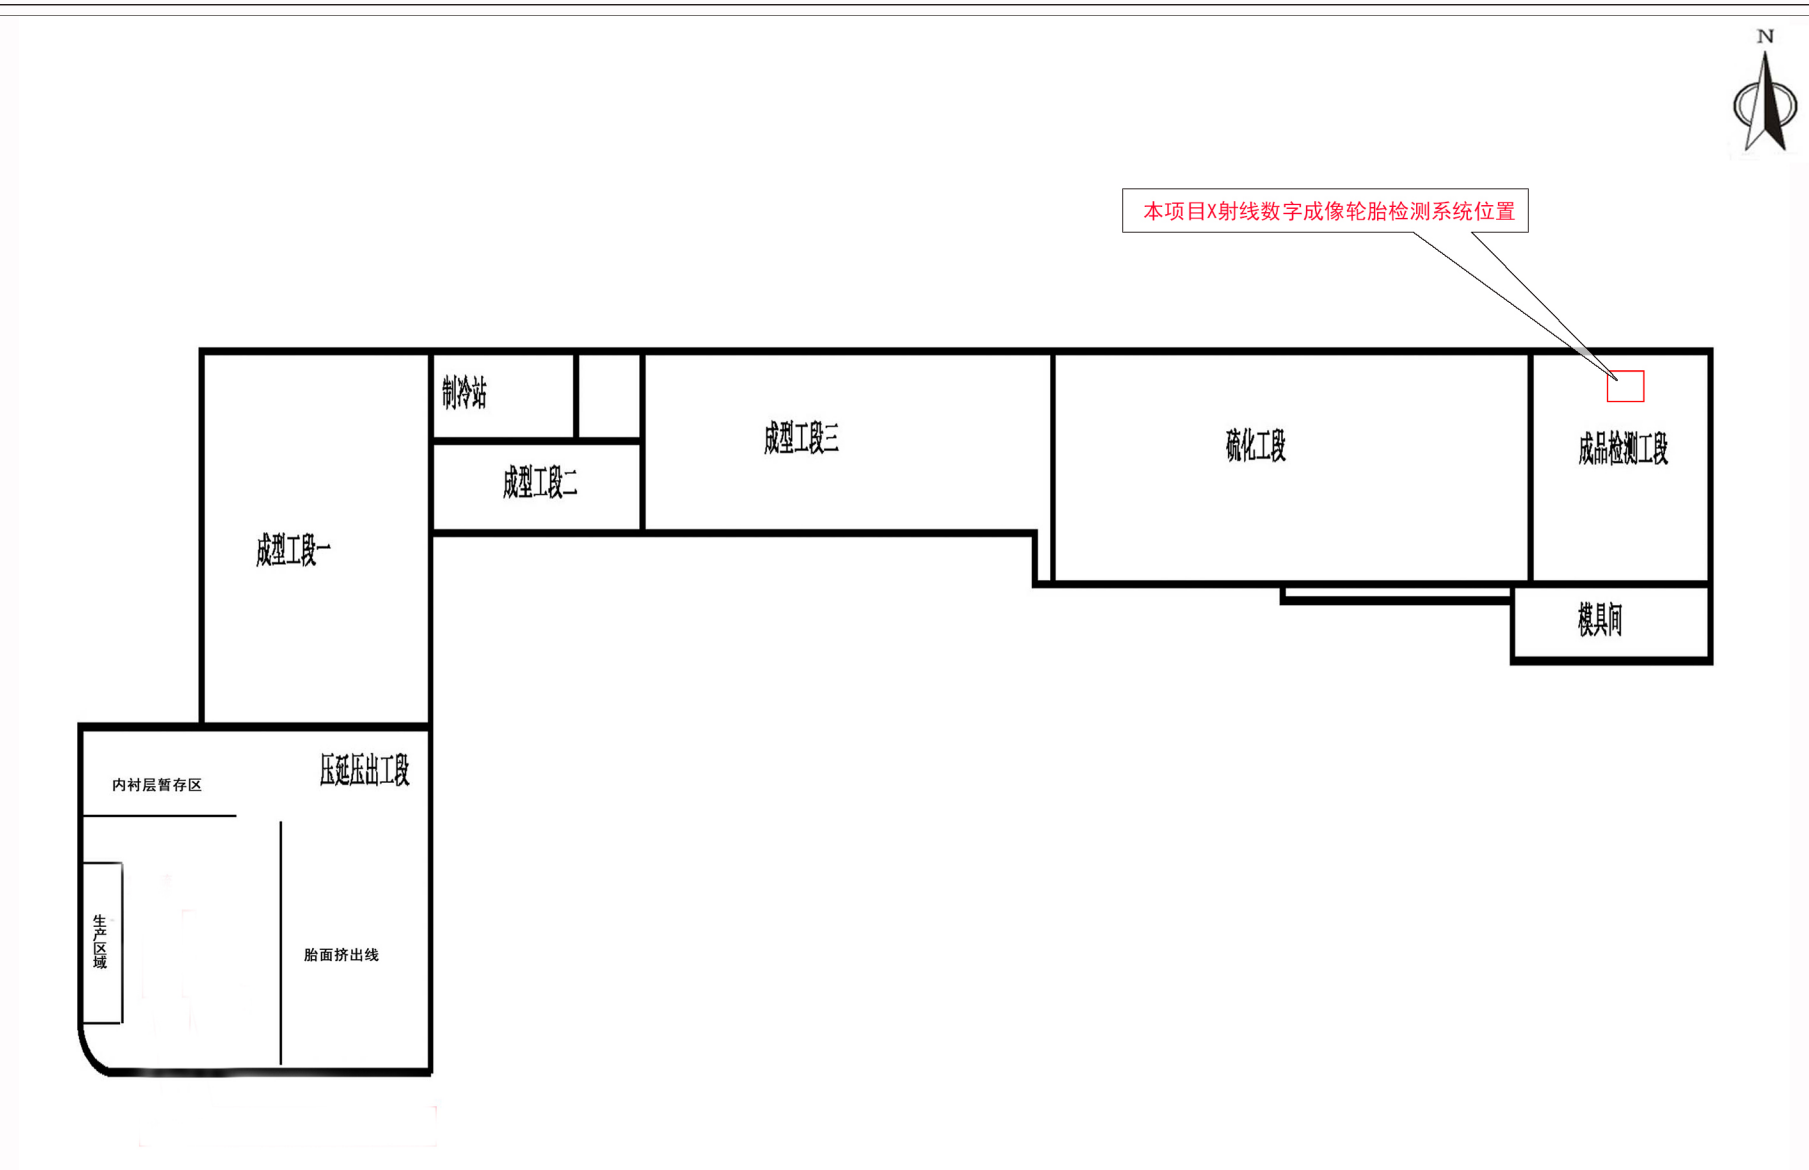 N
本项目X射线数字成像轮胎检测系统位置
制冷站
成型工段三
硫化工段
成品检测工段
成型工段二
成型工段一
模具间
压延压出工段
内衬层暂存区
生产区域
胎面挤出线